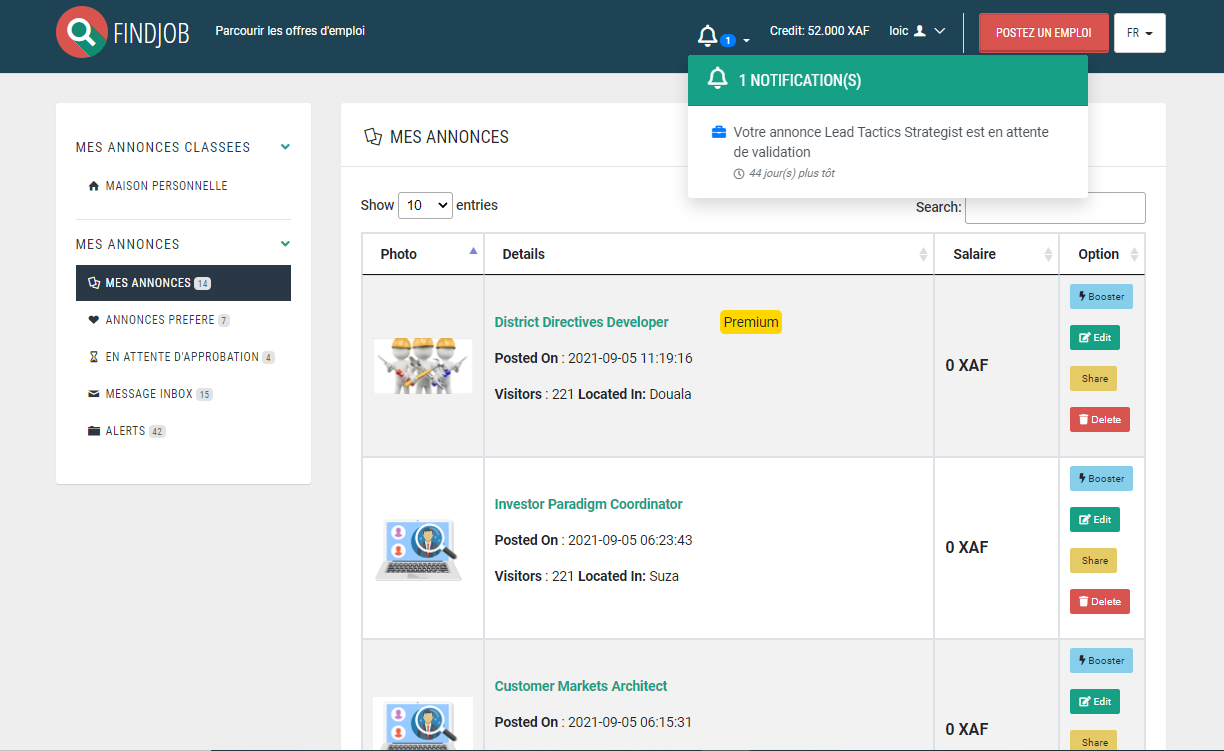 FINDJOB
Parcourir les offres d'emploi
1
Credit: 52.000 XAF
loic
POSTEZ UN EMPLOI
FR
1 NOTIFICATION(S)
Votre annonce Lead Tactics Strategist est en attente
de validation
44 jour(s) plus tôt
MES ANNONCES CLASSEES
MAISON PERSONNELLE
MES ANNONCES
MES ANNONCES 14
ANNONCES PREFERE 7
EN ATTENTE D'APPROBATION 4
MESSAGE INBOX 15
ALERTS 42
MES ANNONCES
Show 10 entries
Search:
Photo
Details
Salaire
Option
District Directives Developer
Premium
Posted On : 2021-09-05 11:19:16
Visitors : 221 Located In: Douala
0 XAF
Booster
Edit
Share
Delete
Investor Paradigm Coordinator
Posted On : 2021-09-05 06:23:43
Visitors : 221 Located In: Suza
0 XAF
Booster
Edit
Share
Delete
Customer Markets Architect
Posted On : 2021-09-05 06:15:31
0 XAF
Booster
Edit
Share